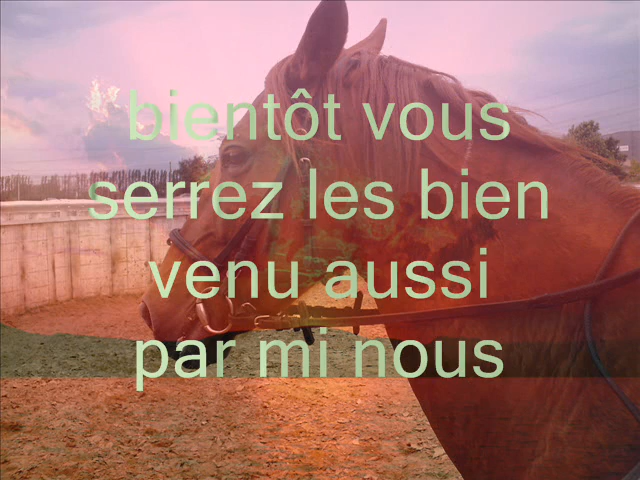 bientôt vous
serrez les bien
venu aussi
par mi nous